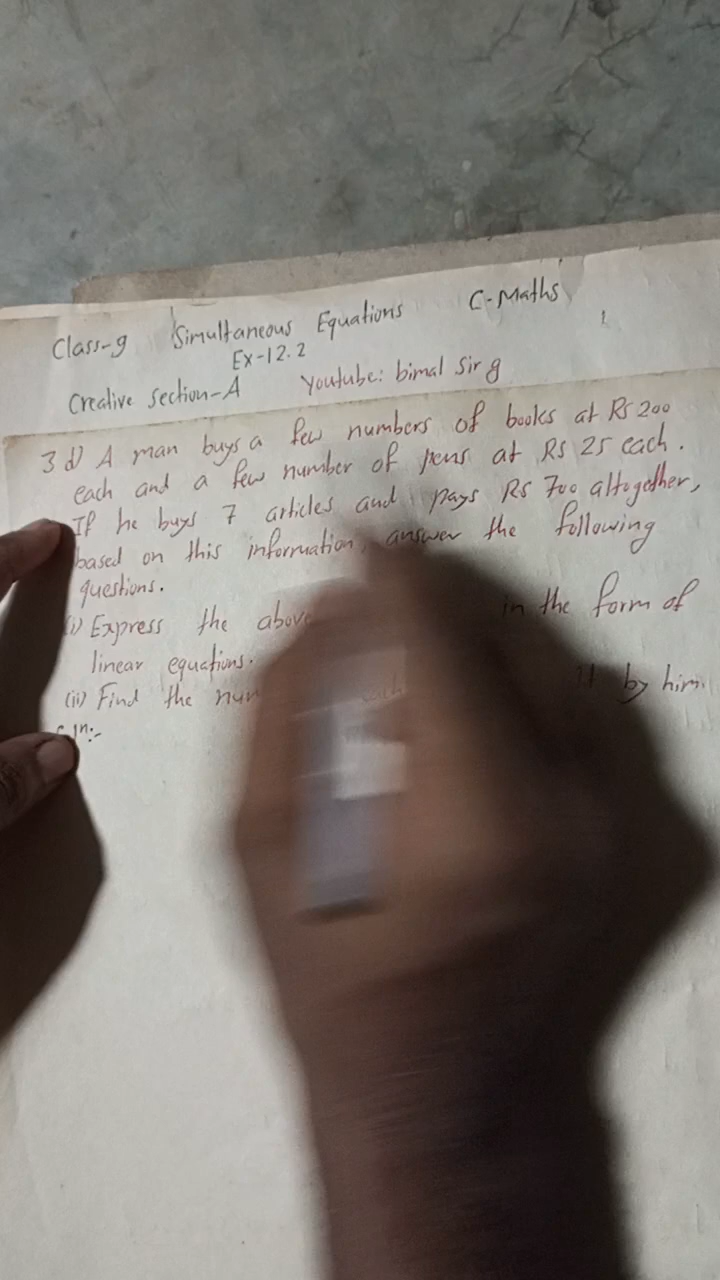 Class-9 Simultaneous Equations C-Maths
Ex-12.2
Creative section-A Youtube: bimal sir g
3 d) A man buys a few numbers of books at Rs 200
each and a few number of pens at Rs 25 each.
If he buys 7 articles and pays Rs 700 altogether,
based on this information, answer the following
questions.
(i) Express the above in the form of
linear equations.
(ii) Find the by him.